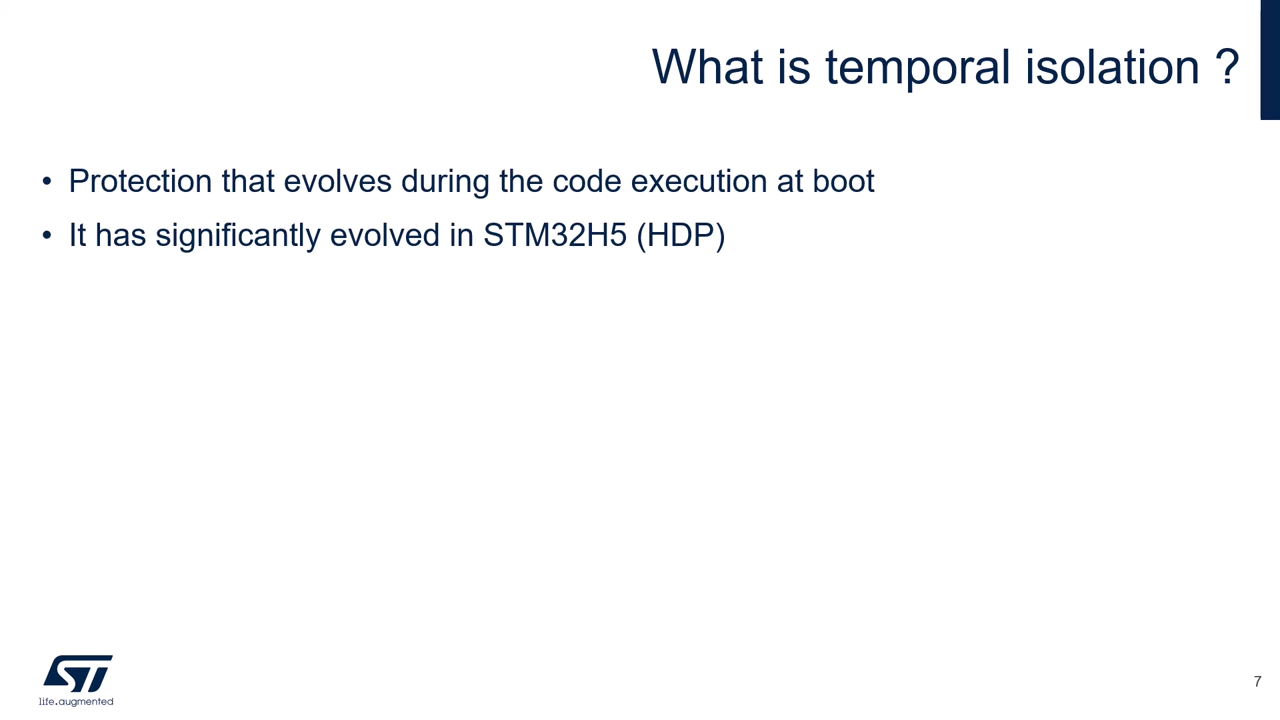 What is temporal isolation ?
• Protection that evolves during the code execution at boot
• It has significantly evolved in STM32H5 (HDP)
ST
life.augmented
7